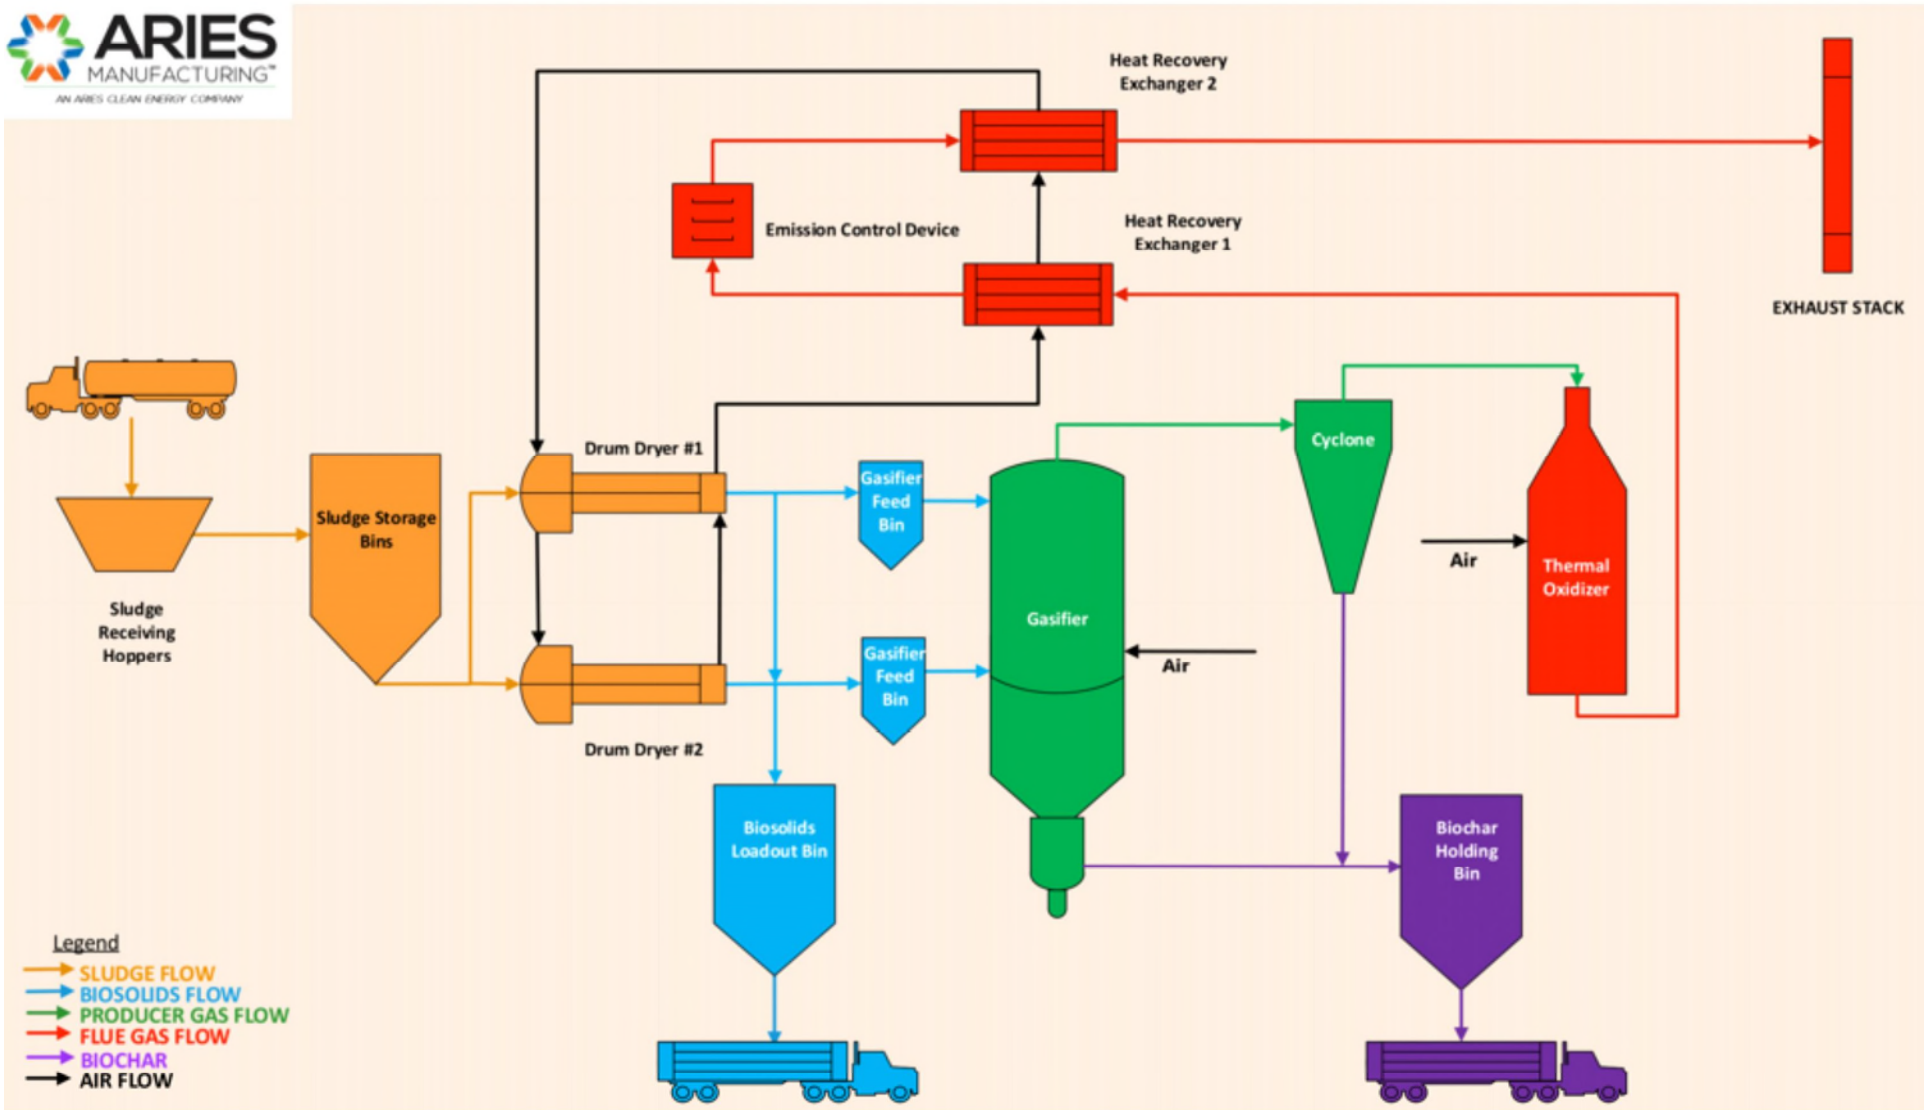 ARIES
MANUFACTURING™
AN ARIES CLEAN ENERGY COMPANY
Heat Recovery
Exchanger 2
Emission Control Device
Heat Recovery
Exchanger 1
EXHAUST STACK
Drum Dryer #1
Cyclone
Gasifier
Feed
Bin
Sludge Storage
Bins
Air
Thermal
Oxidizer
Sludge
Receiving
Hoppers
Gasifier
Gasifier
Feed
Bin
Air
Drum Dryer #2
Biosolids
Loadout Bin
Biochar
Holding
Bin
Legend
SLUDGE FLOW
BIOSOLIDS FLOW
PRODUCER GAS FLOW
FLUE GAS FLOW
BIOCHAR
AIR FLOW